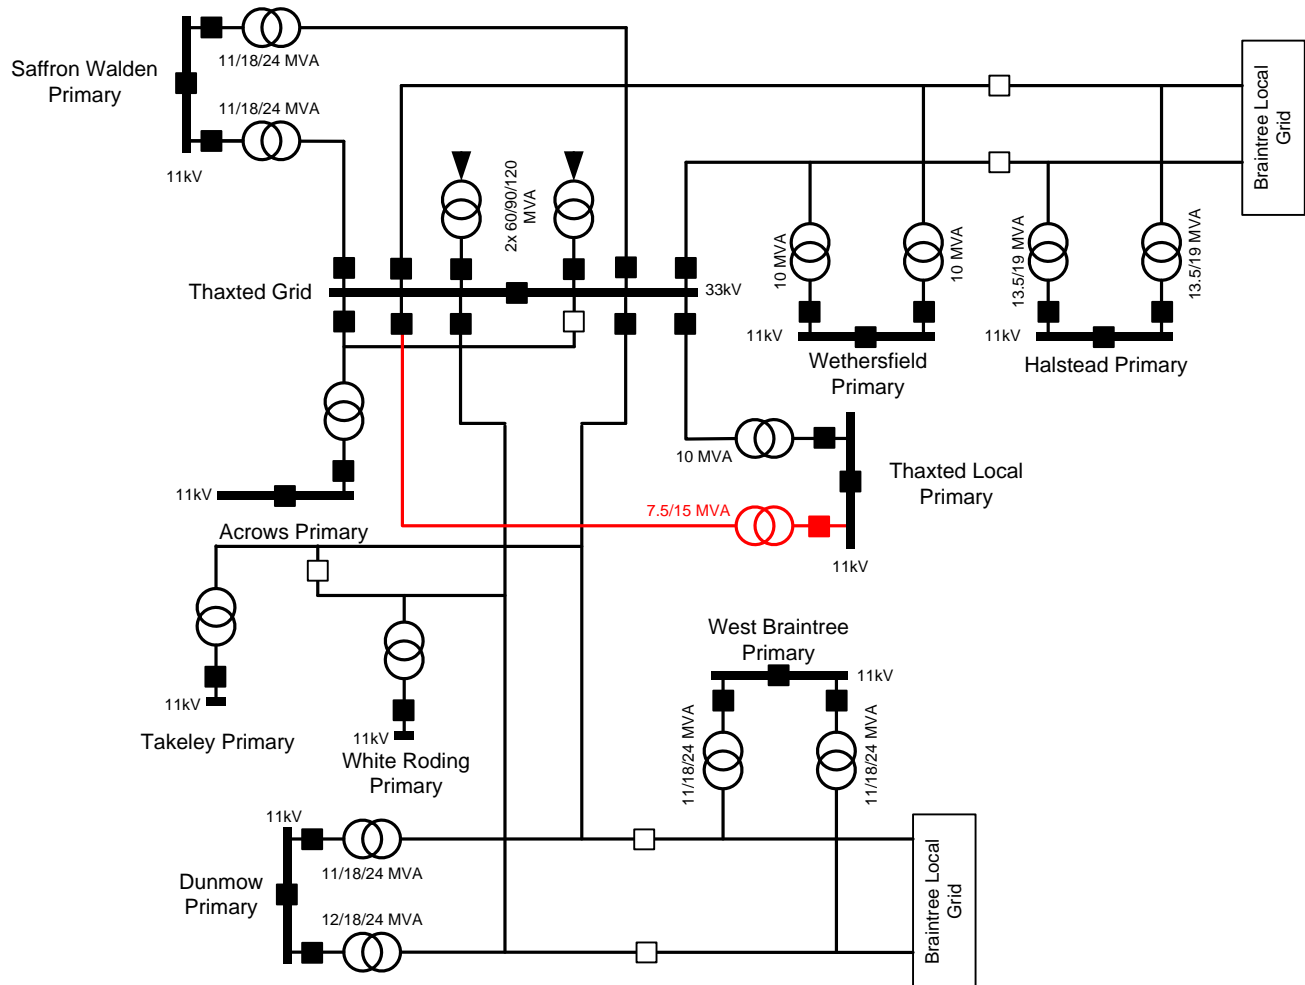 11/18/24 MVA
Saffron Walden
Primary
11/18/24 MVA
11kV
2x 60/90/120
MVA
Braintree Local
Grid
10 MVA
10 MVA
13.5/19 MVA
13.5/19 MVA
Thaxted Grid
33kV
11kV
Wethersfield
Primary
11kV
Halstead Primary
10 MVA
Thaxted Local
Primary
11kV
Acrows Primary
7.5/15 MVA
11kV
11kV
Takeley Primary
11kV
White Roding
Primary
West Braintree
Primary
11kV
11/18/24 MVA
11/18/24 MVA
11kV
11/18/24 MVA
Dunmow
Primary
12/18/24 MVA
Braintree Local
Grid